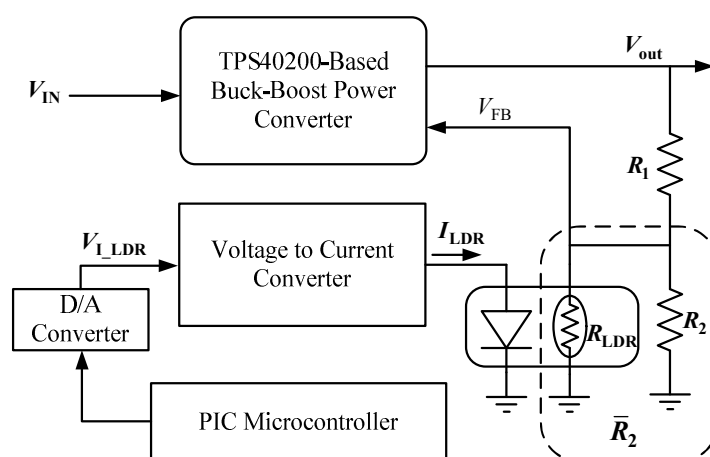 TPS40200-Based
Buck-Boost Power
Converter
V_IN
V_out
V_FB
R_1
V_I_LDR
Voltage to Current
Converter
I_LDR
D/A
Converter
R_LDR
R_2
PIC Microcontroller
R̅_2